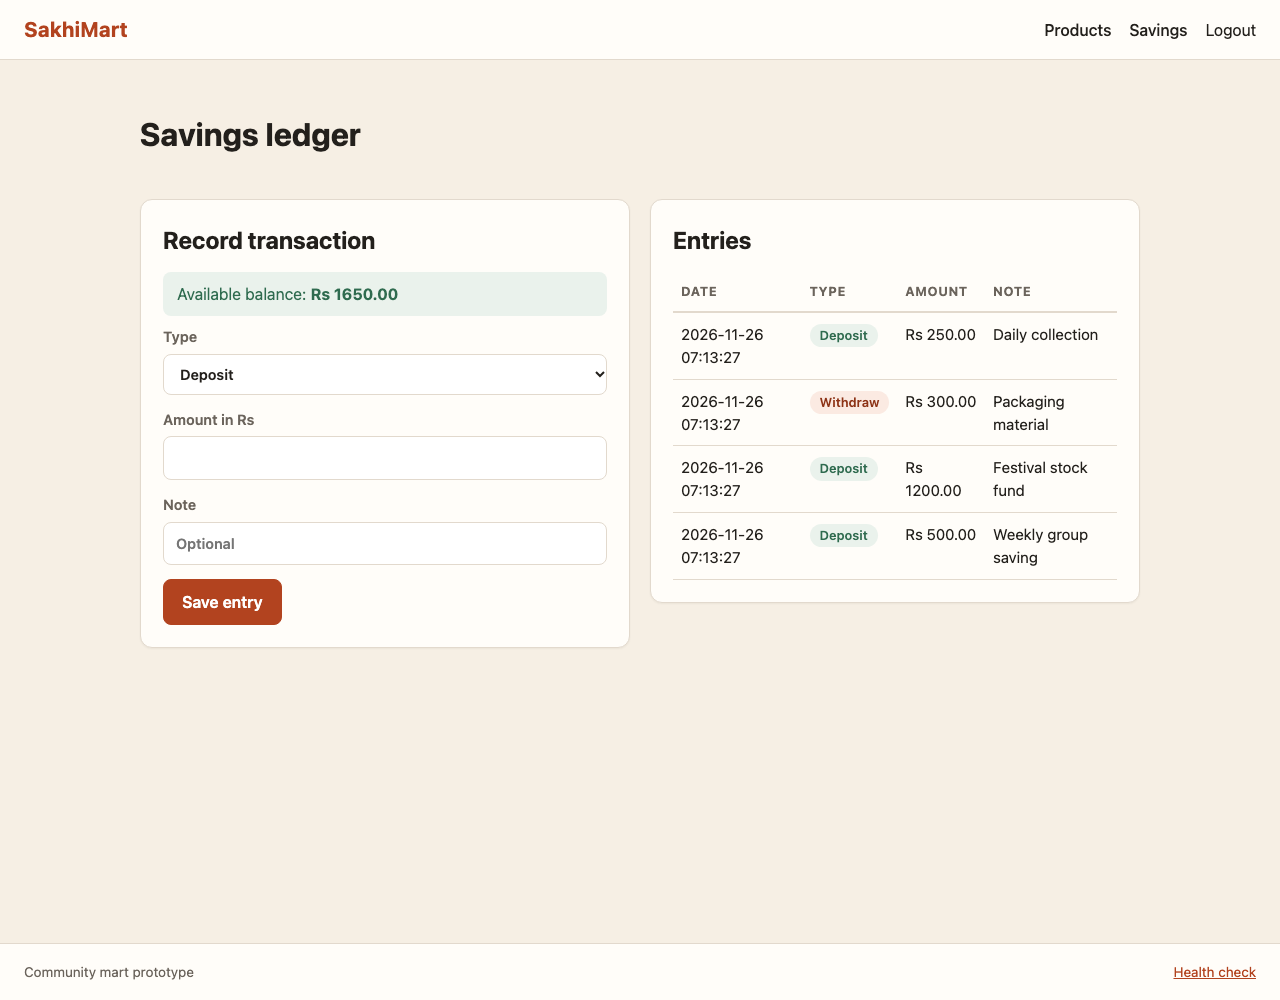 SakhiMart
Products Savings Logout
Savings ledger
Record transaction
Available balance: Rs 1650.00
Type
Deposit
Amount in Rs
Note
Optional
Save entry
Entries
DATE TYPE AMOUNT NOTE
2026-11-26 Deposit Rs 250.00 Daily collection
07:13:27
2026-11-26 Withdraw Rs 300.00 Packaging
07:13:27 material
2026-11-26 Deposit Rs Festival stock
07:13:27 1200.00 fund
2026-11-26 Deposit Rs 500.00 Weekly group
07:13:27 saving
Community mart prototype
Health check